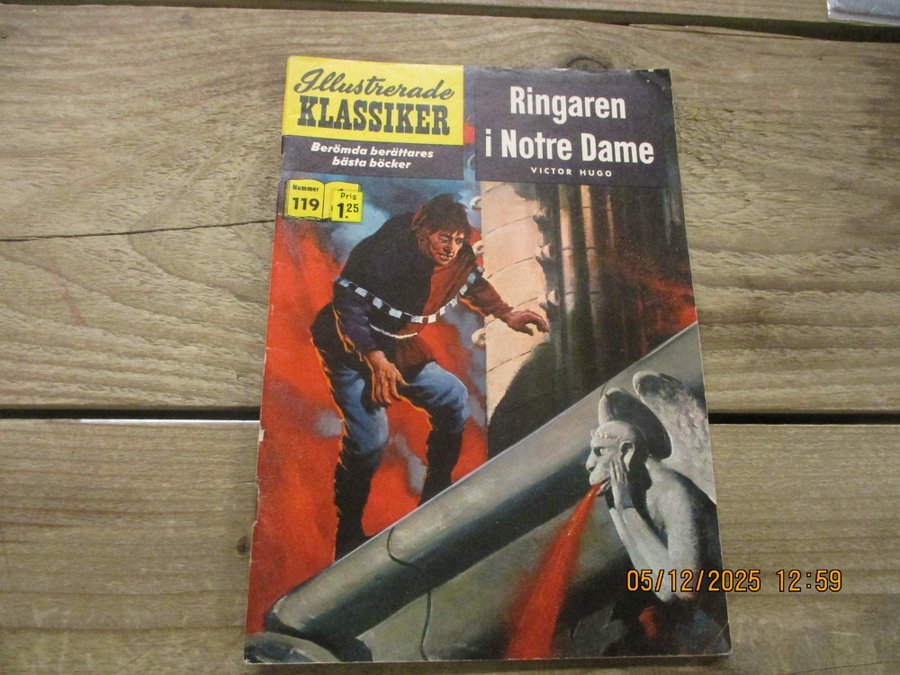 Illustrerade
KLASSIKER
Berömda berättares
bästa böcker
Nummer
119
Pris
1.25
Ringaren
i Notre Dame
VICTOR HUGO
05/12/2025 12:59